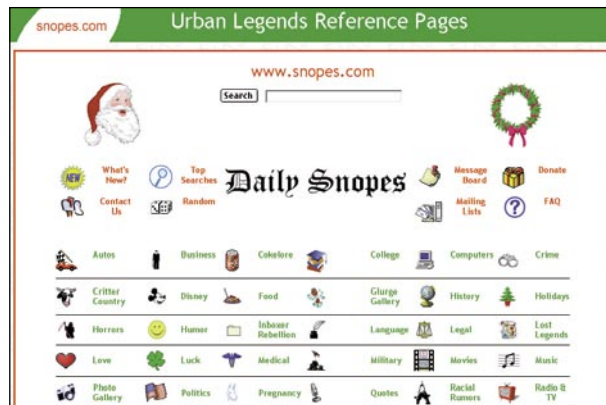 snopes.com
Urban Legends Reference Pages
www.snopes.com
Search
NEW
What's New?
Top Searches
Daily Snopes
Message Board
Donate
Contact Us
Random
Mailing Lists
? FAQ
Autos Business Cokelore College Computers Crime
Critter Country Disney Food Glurge Gallery History Holidays
Horrors Humor Inboxer Rebellion Language Legal Lost Legends
Love Luck Medical Military Movies Music
Photo Gallery Politics Pregnancy Quotes Racial Rumors Radio & TV